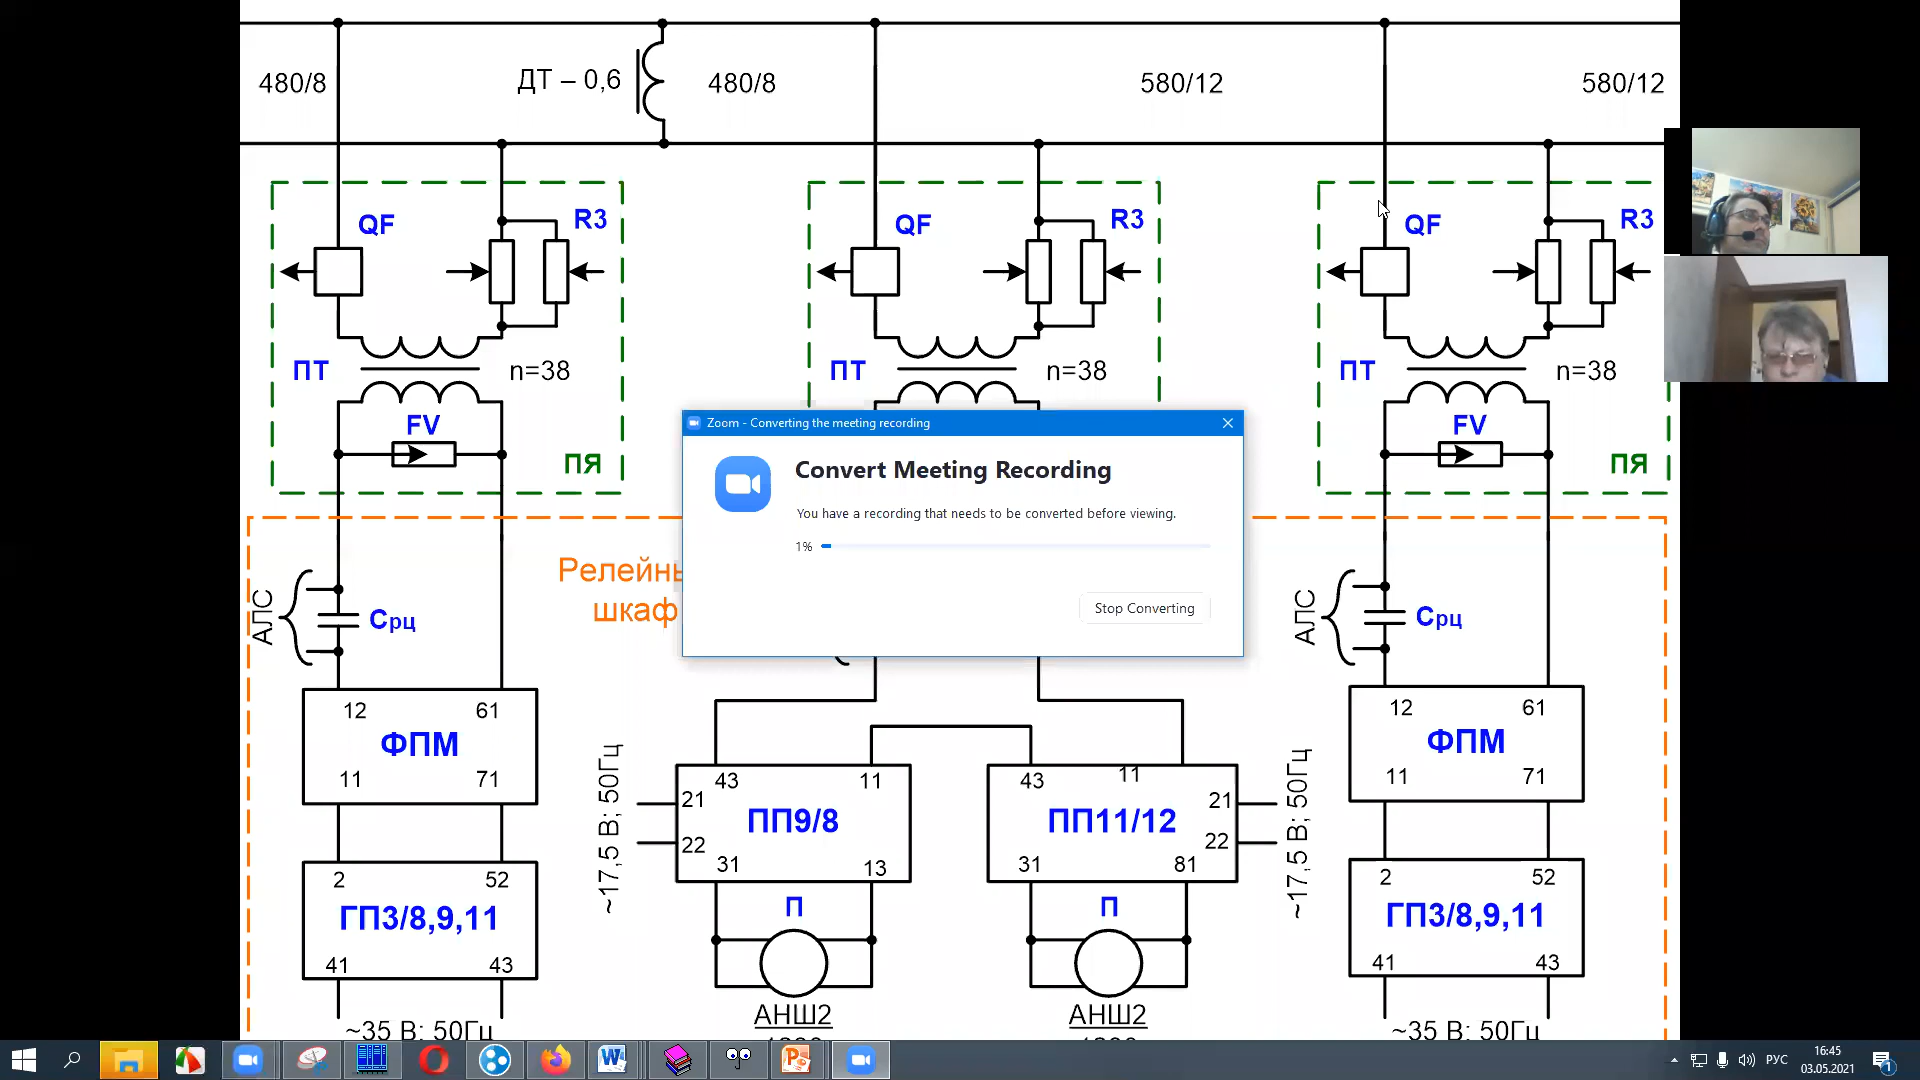 480/8
ДТ – 0,6
480/8
580/12
580/12
QF
R3
QF
R3
QF
R3
ПТ
n=38
ПТ
n=38
ПТ
n=38
FV
ПЯ
FV
ПЯ
Zoom - Converting the meeting recording
Convert Meeting Recording
You have a recording that needs to be converted before viewing.
1%
Stop Converting
шкаф
АЛС
Срц
АЛС
Срц
12
61
ФПМ
11
71
12
61
ФПМ
11
71
~17,5 В; 50Гц
43
11
21
ПП9/8
22
31
13
43
11
21
ПП11/12
22
31
81
~17,5 В; 50Гц
2
52
ГП3/8,9,11
41
43
2
52
ГП3/8,9,11
41
43
П
П
АНШ2
АНШ2
~35 В; 50Гц
~35 В; 50Гц
РУС
16:45
03.05.2021
1